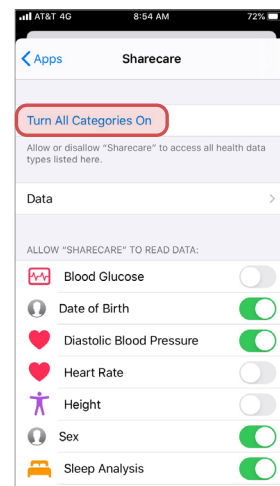 AT&T 4G 8:54 AM 72%
Apps Sharecare
Turn All Categories On
Allow or disallow “Sharecare” to access all health data
types listed here.
Data
ALLOW “SHARECARE” TO READ DATA:
Blood Glucose
Date of Birth
Diastolic Blood Pressure
Heart Rate
Height
Sex
Sleep Analysis